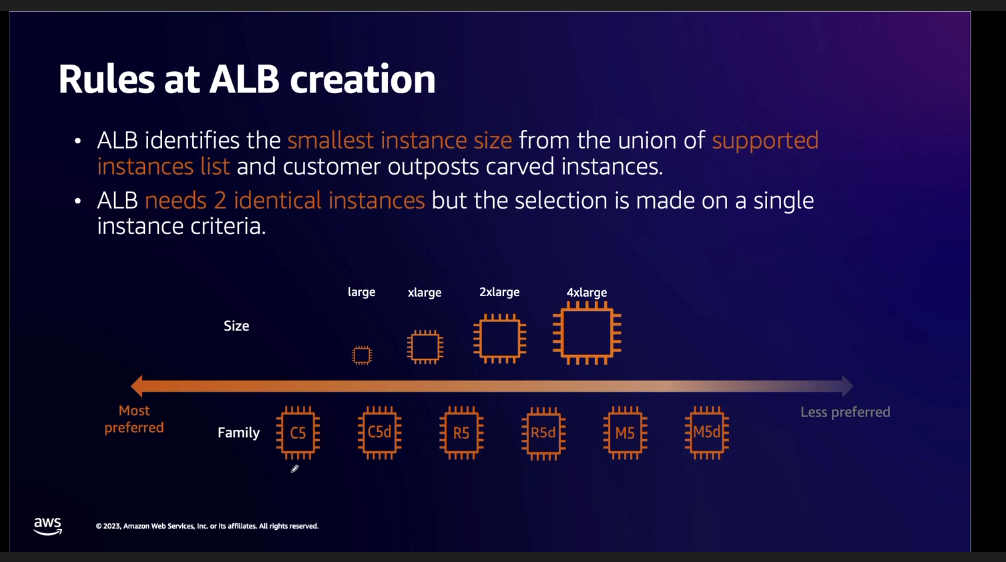 Rules at ALB creation
• ALB identifies the smallest instance size from the union of supported
instances list and customer outposts carved instances.
• ALB needs 2 identical instances but the selection is made on a single
instance criteria.
large xlarge 2xlarge 4xlarge
Size
Most
preferred
Less preferred
Family C5 C5d R5 R5d M5 M5d
aws
© 2023, Amazon Web Services, Inc. or its affiliates. All rights reserved.